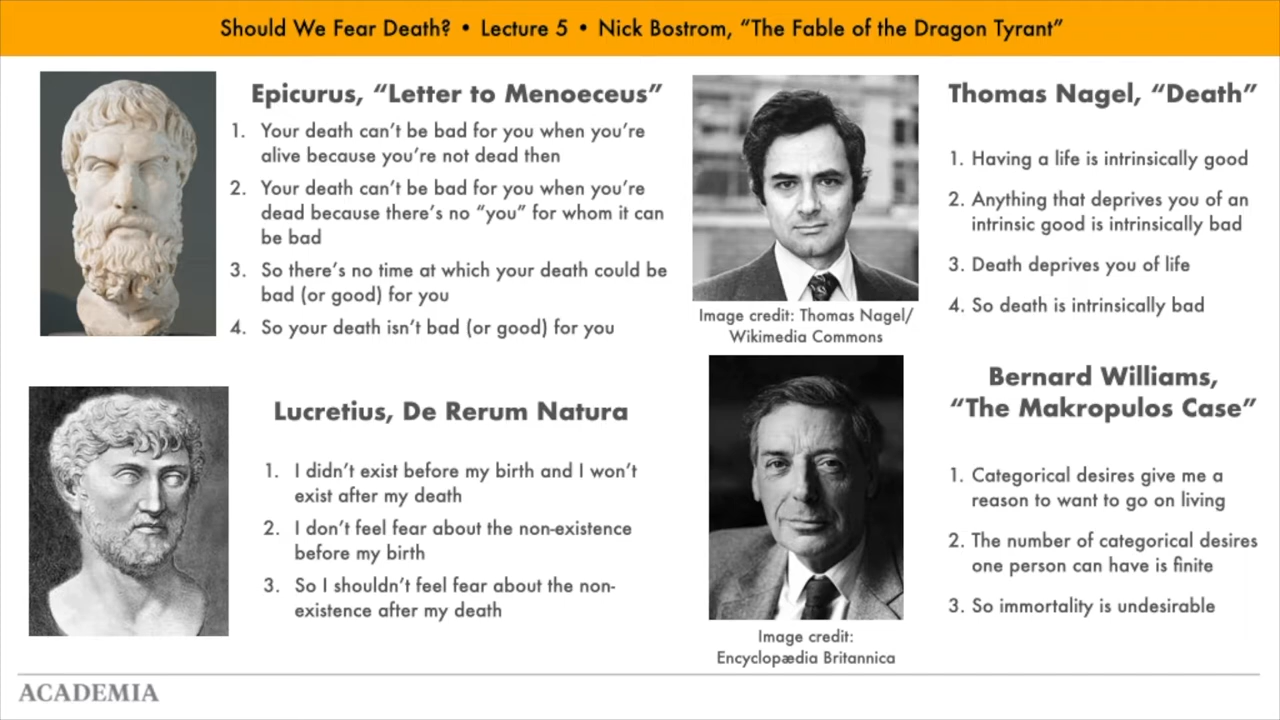 Should We Fear Death? • Lecture 5 • Nick Bostrom, “The Fable of the Dragon Tyrant”
Epicurus, “Letter to Menoeceus”
1. Your death can’t be bad for you when you’re
alive because you’re not dead then
2. Your death can’t be bad for you when you’re
dead because there’s no “you” for whom it can
be bad
3. So there’s no time at which your death could be
bad (or good) for you
4. So your death isn’t bad (or good) for you
Lucretius, De Rerum Natura
1. I didn’t exist before my birth and I won’t
exist after my death
2. I don’t feel fear about the non-existence
before my birth
3. So I shouldn’t feel fear about the non-
existence after my death
Image credit: Thomas Nagel/
Wikimedia Commons
Thomas Nagel, “Death”
1. Having a life is intrinsically good
2. Anything that deprives you of an
intrinsic good is intrinsically bad
3. Death deprives you of life
4. So death is intrinsically bad
Image credit:
Encyclopædia Britannica
Bernard Williams,
“The Makropulos Case”
1. Categorical desires give me a
reason to want to go on living
2. The number of categorical desires
one person can have is finite
3. So immortality is undesirable
ACADEMIA